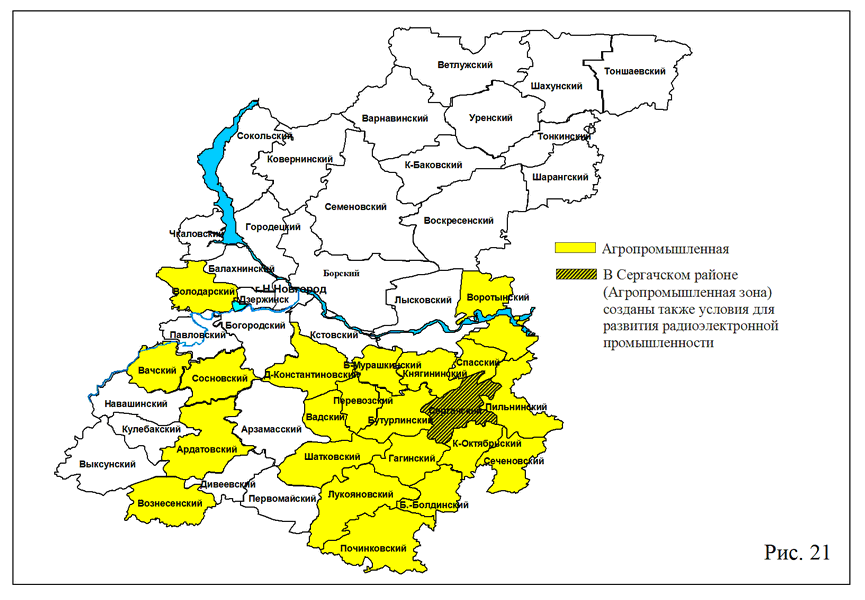 Ветлужский
Тоншаевский
Шахунский
Варнавинский
Уренский
Сокольский
Тонкинский
Ковернинский
К-Баковский
Шарангский
Семеновский
Воскресенский
Городецкий
Чкаловский
Балахнинский
Борский
Володарский
г.Н.Новгород
Дзержинск
Лысковский
Воротынский
Богородский
Павловский
Кстовский
Вачский
Сосновский
Д-Константиновский
Б-Мурашкинский
Княгининский
Спасский
Навашинский
Перевозский
Сергачский
Пильнинский
Вадский
Бутурлинский
Кулебакский
Арзамасский
Ардатовский
Шатковский
Гагинский
К-Октябрьский
Сеченовский
Выксунский
Дивеевский
Первомайский
Лукояновский
Б.-Болдинский
Вознесенский
Починковский
Агропромышленная
В Сергачском районе
(Агропромышленная зона)
созданы также условия для
развития радиоэлектронной
промышленности
Рис. 21